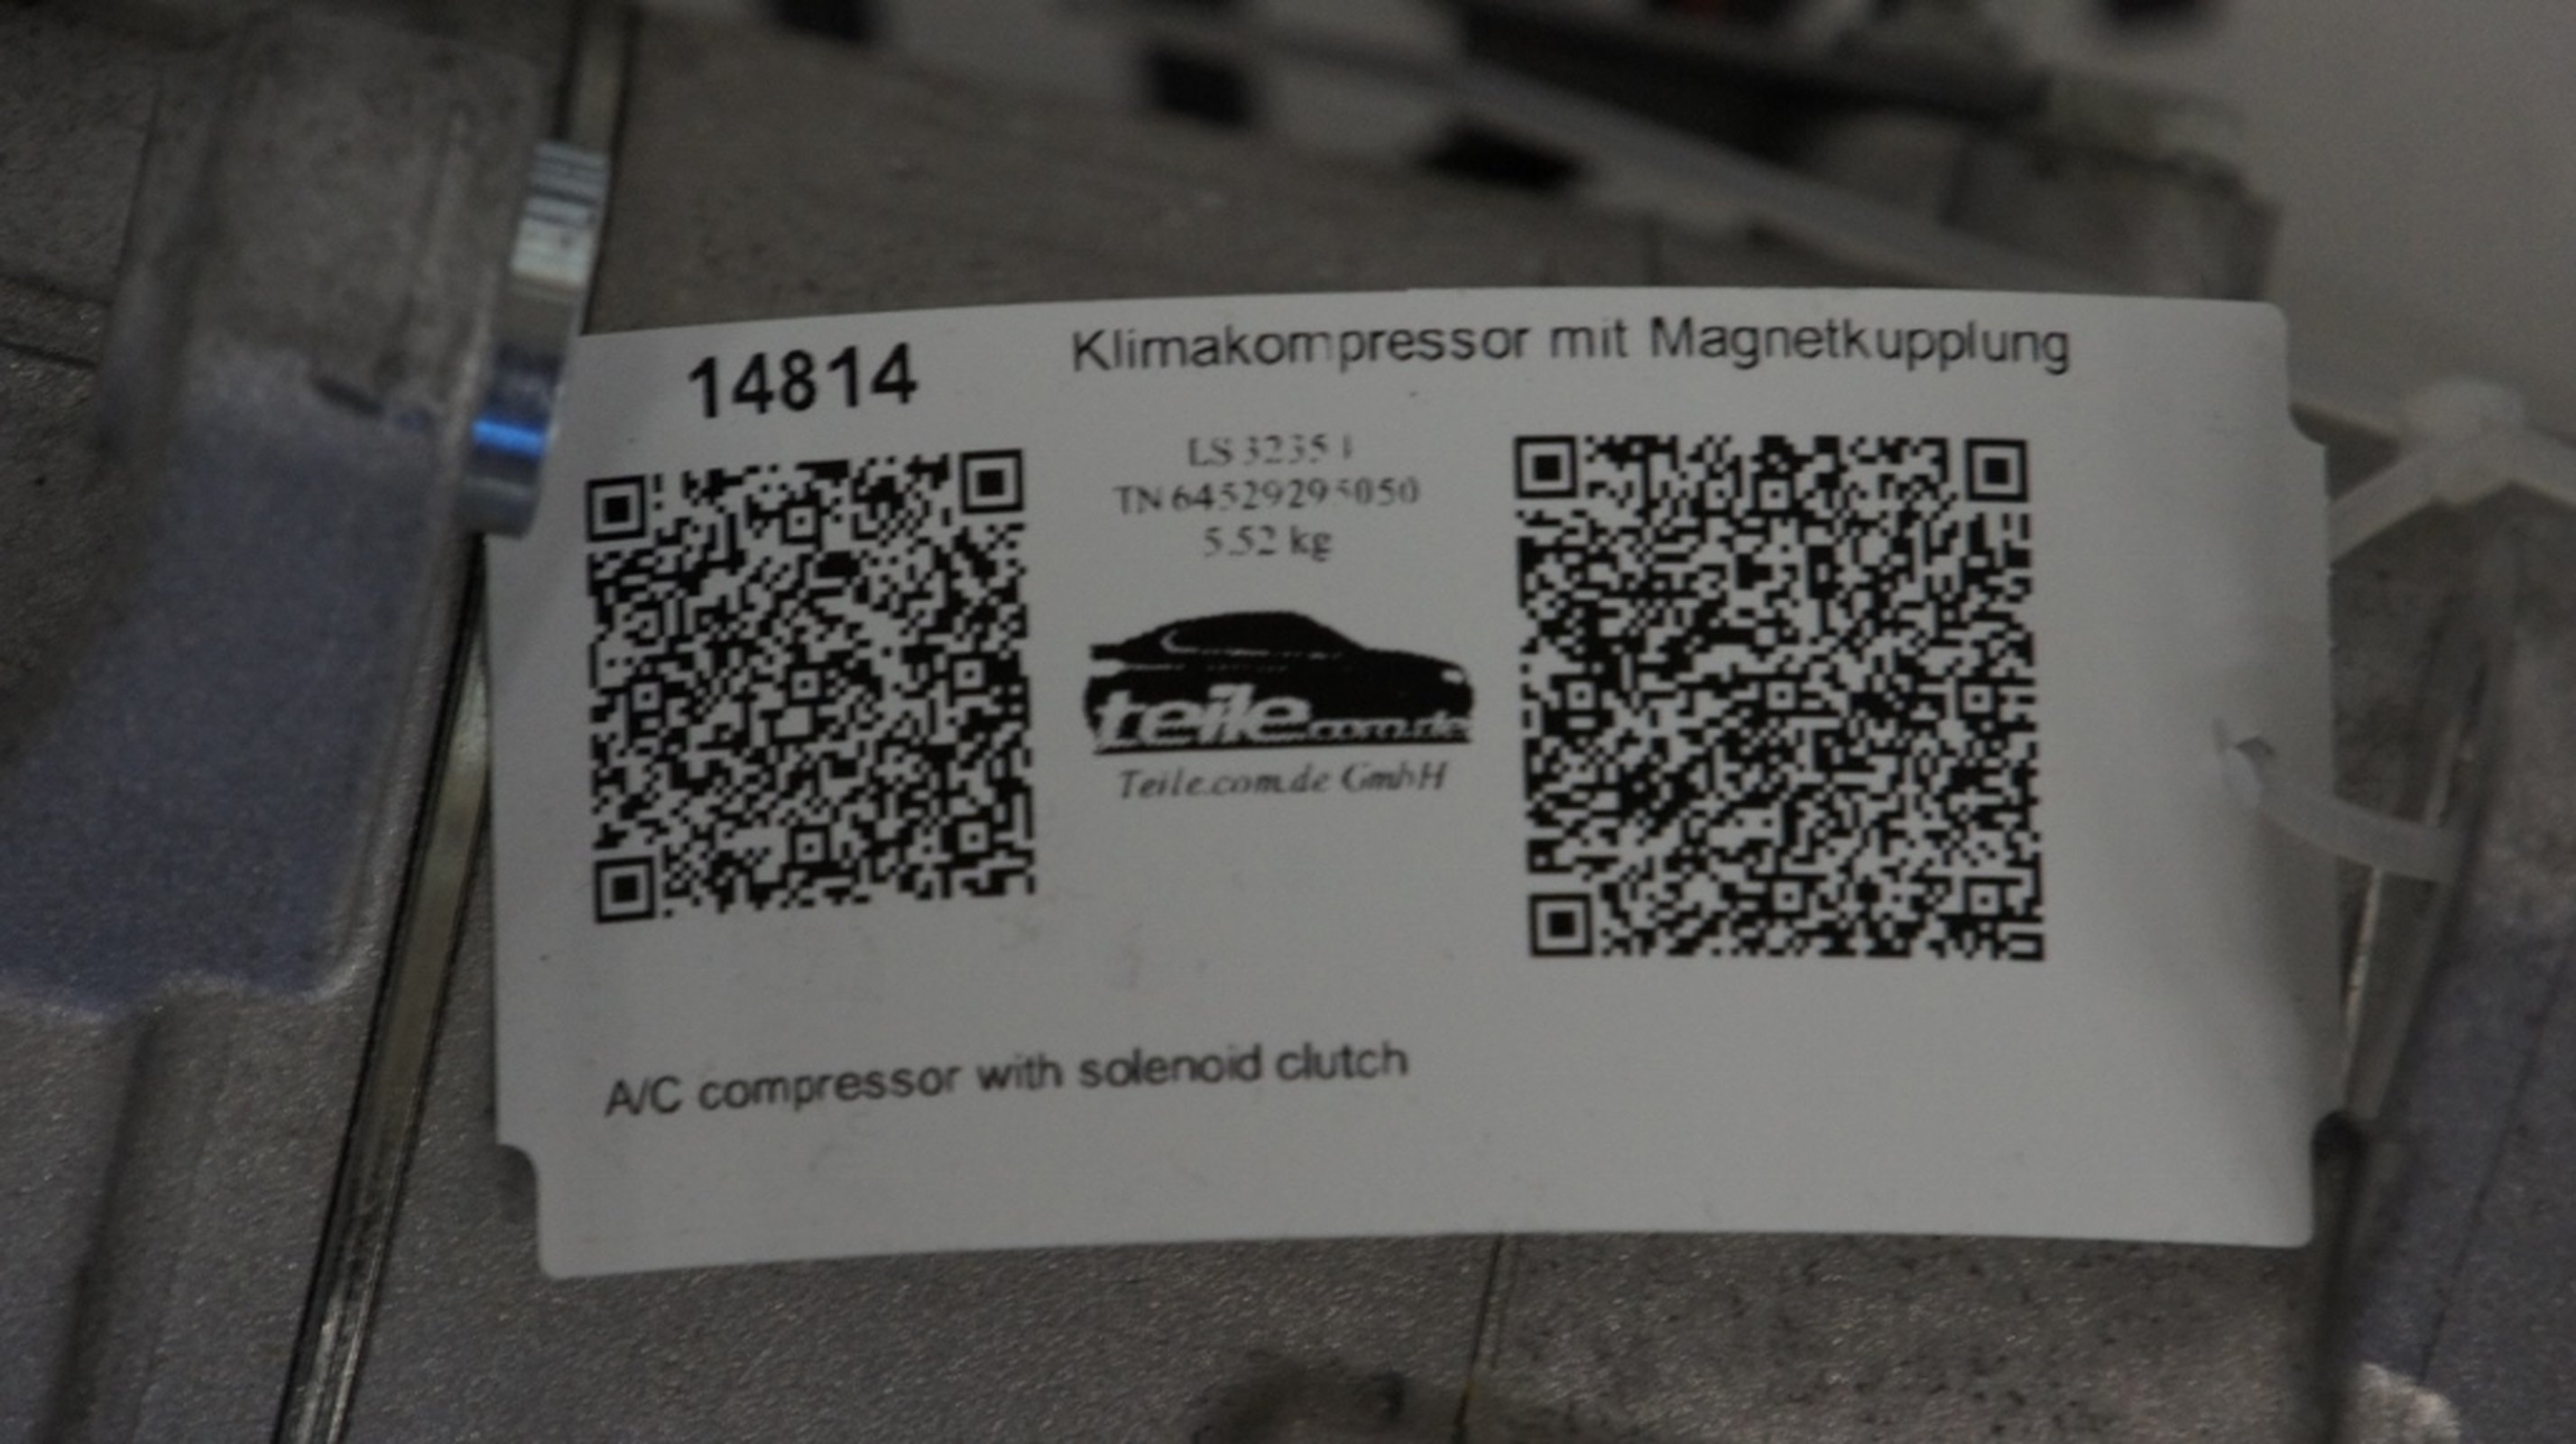 14814
Klimakompressor mit Magnetkupplung
LS 32351
TN 64529295050
5.52 kg
teile.com.de
Teile.com.de GmbH
A/C compressor with solenoid clutch